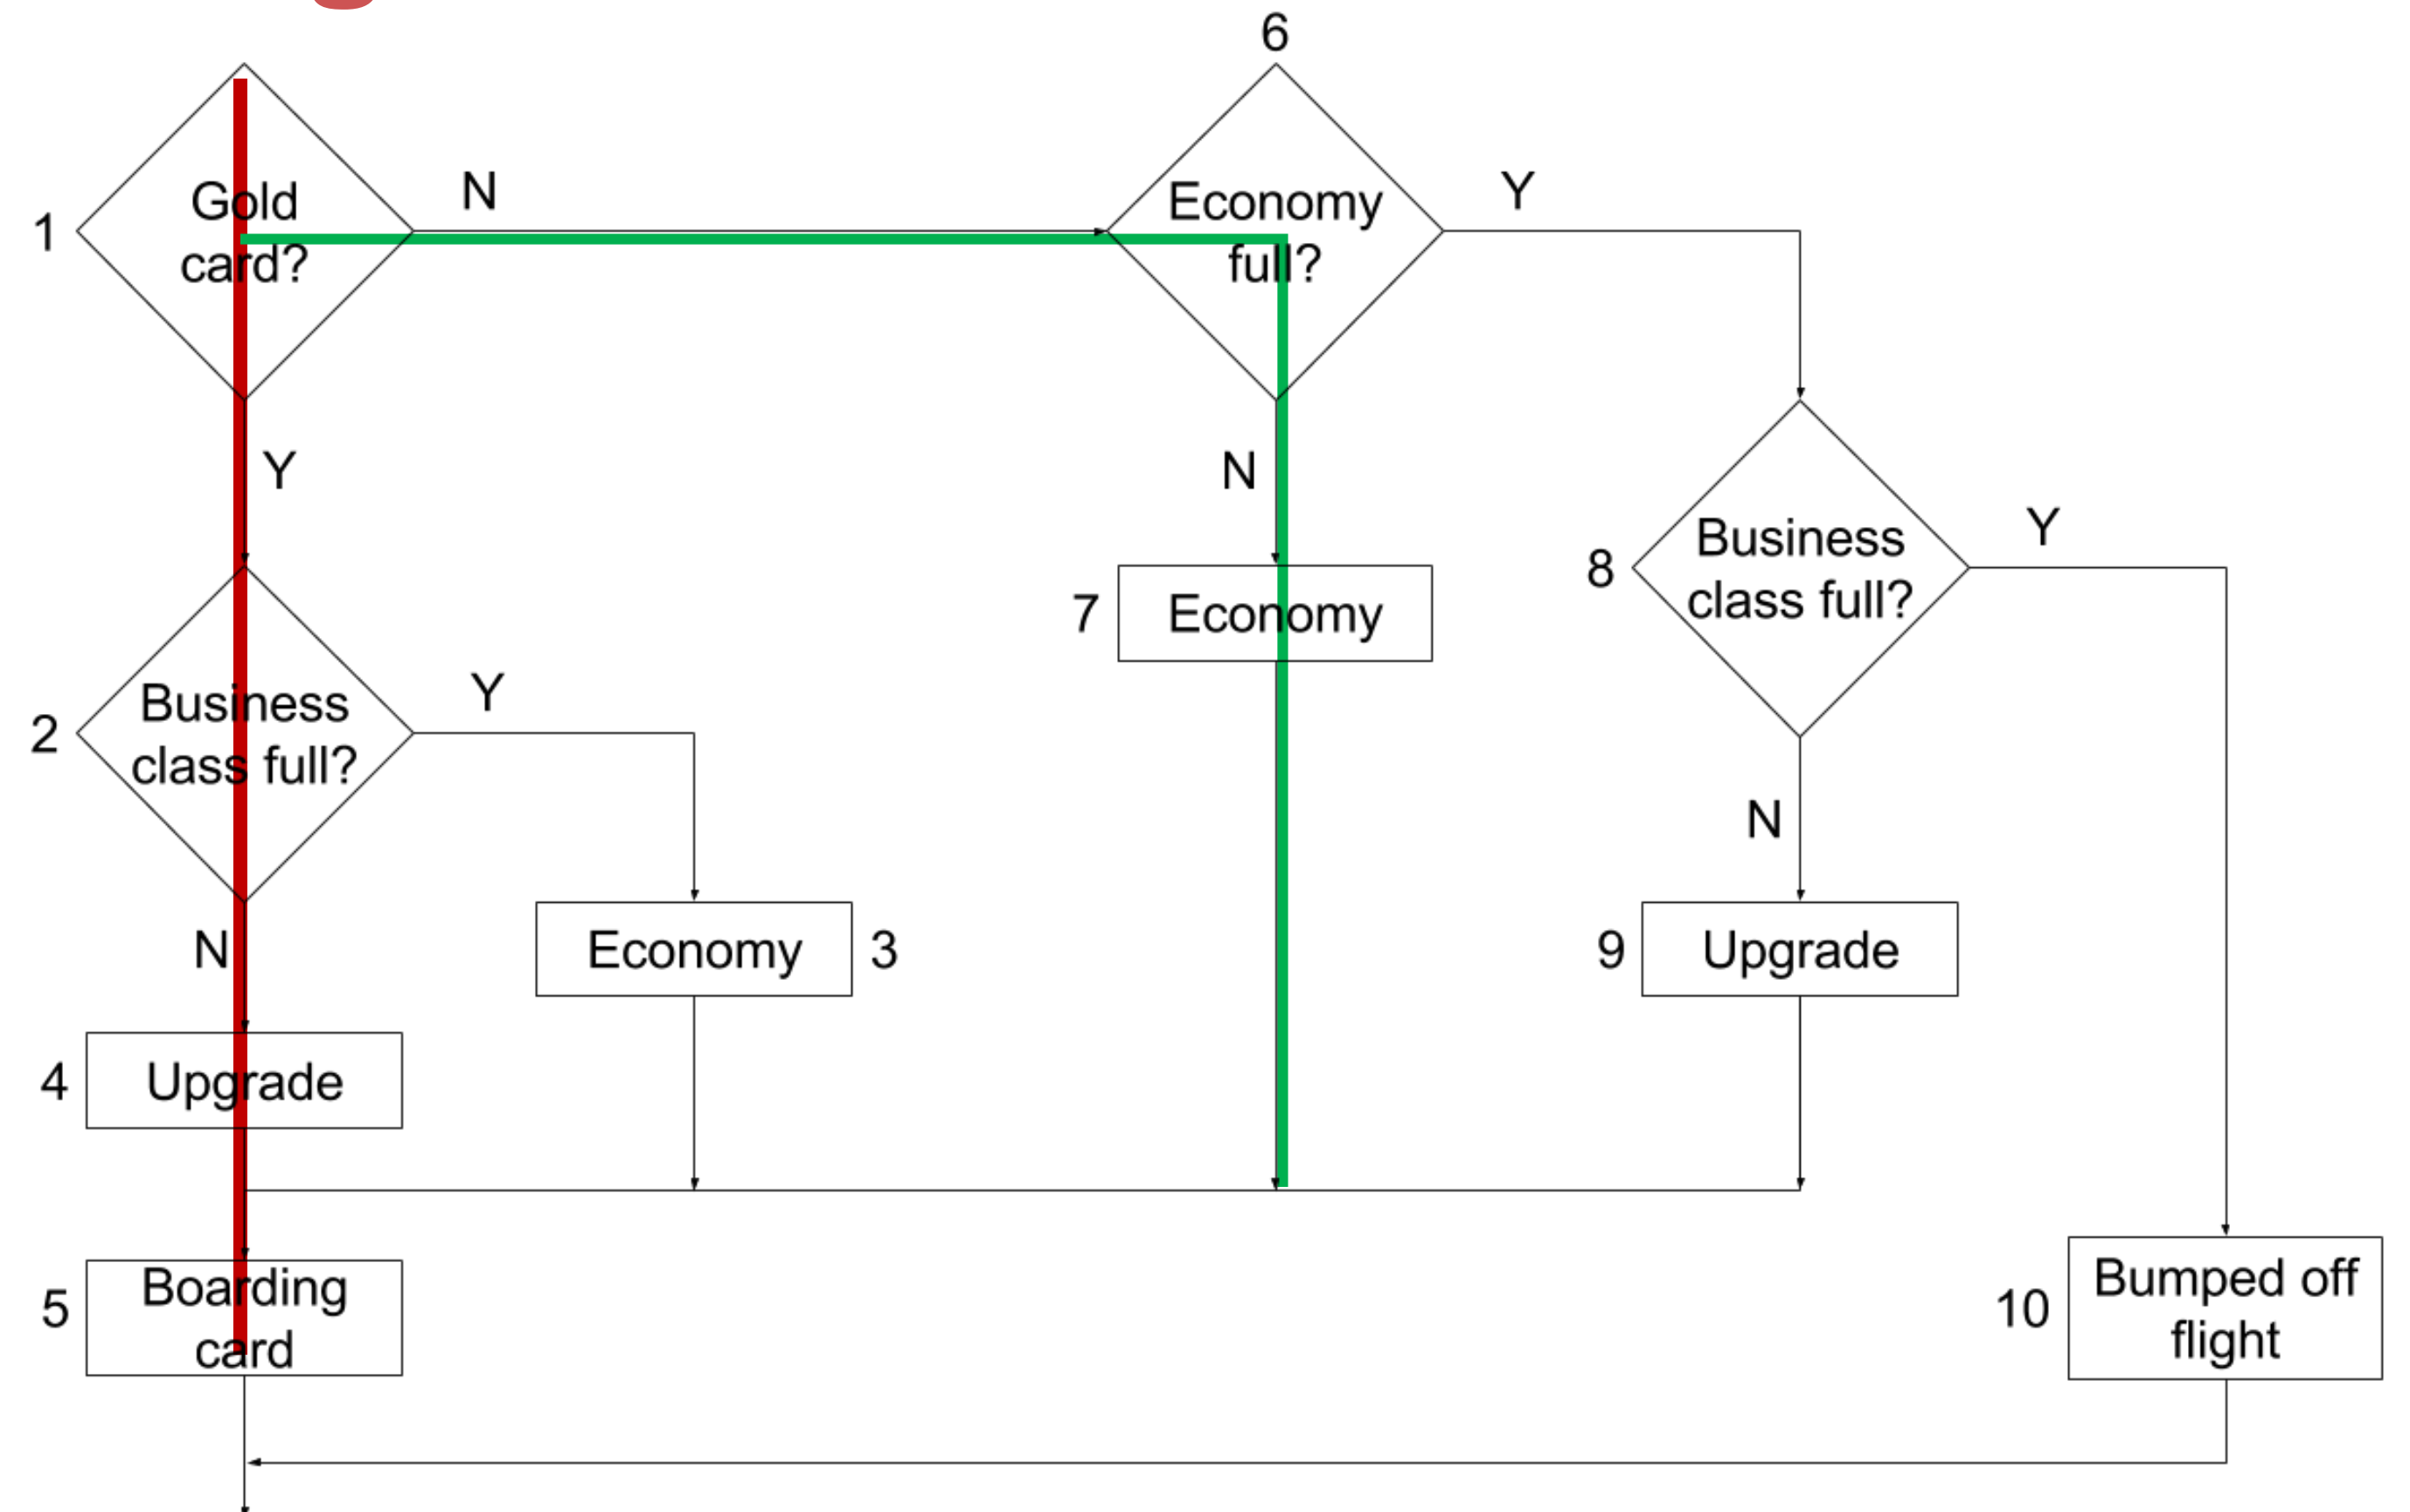 6
Gold
card?
1
N
Economy
full?
Y
Y
N
Business
class full?
8
Y
7
Economy
Business
class full?
2
Y
N
N
Economy
3
9
Upgrade
4
Upgrade
5
Boarding
card
10
Bumped off
flight